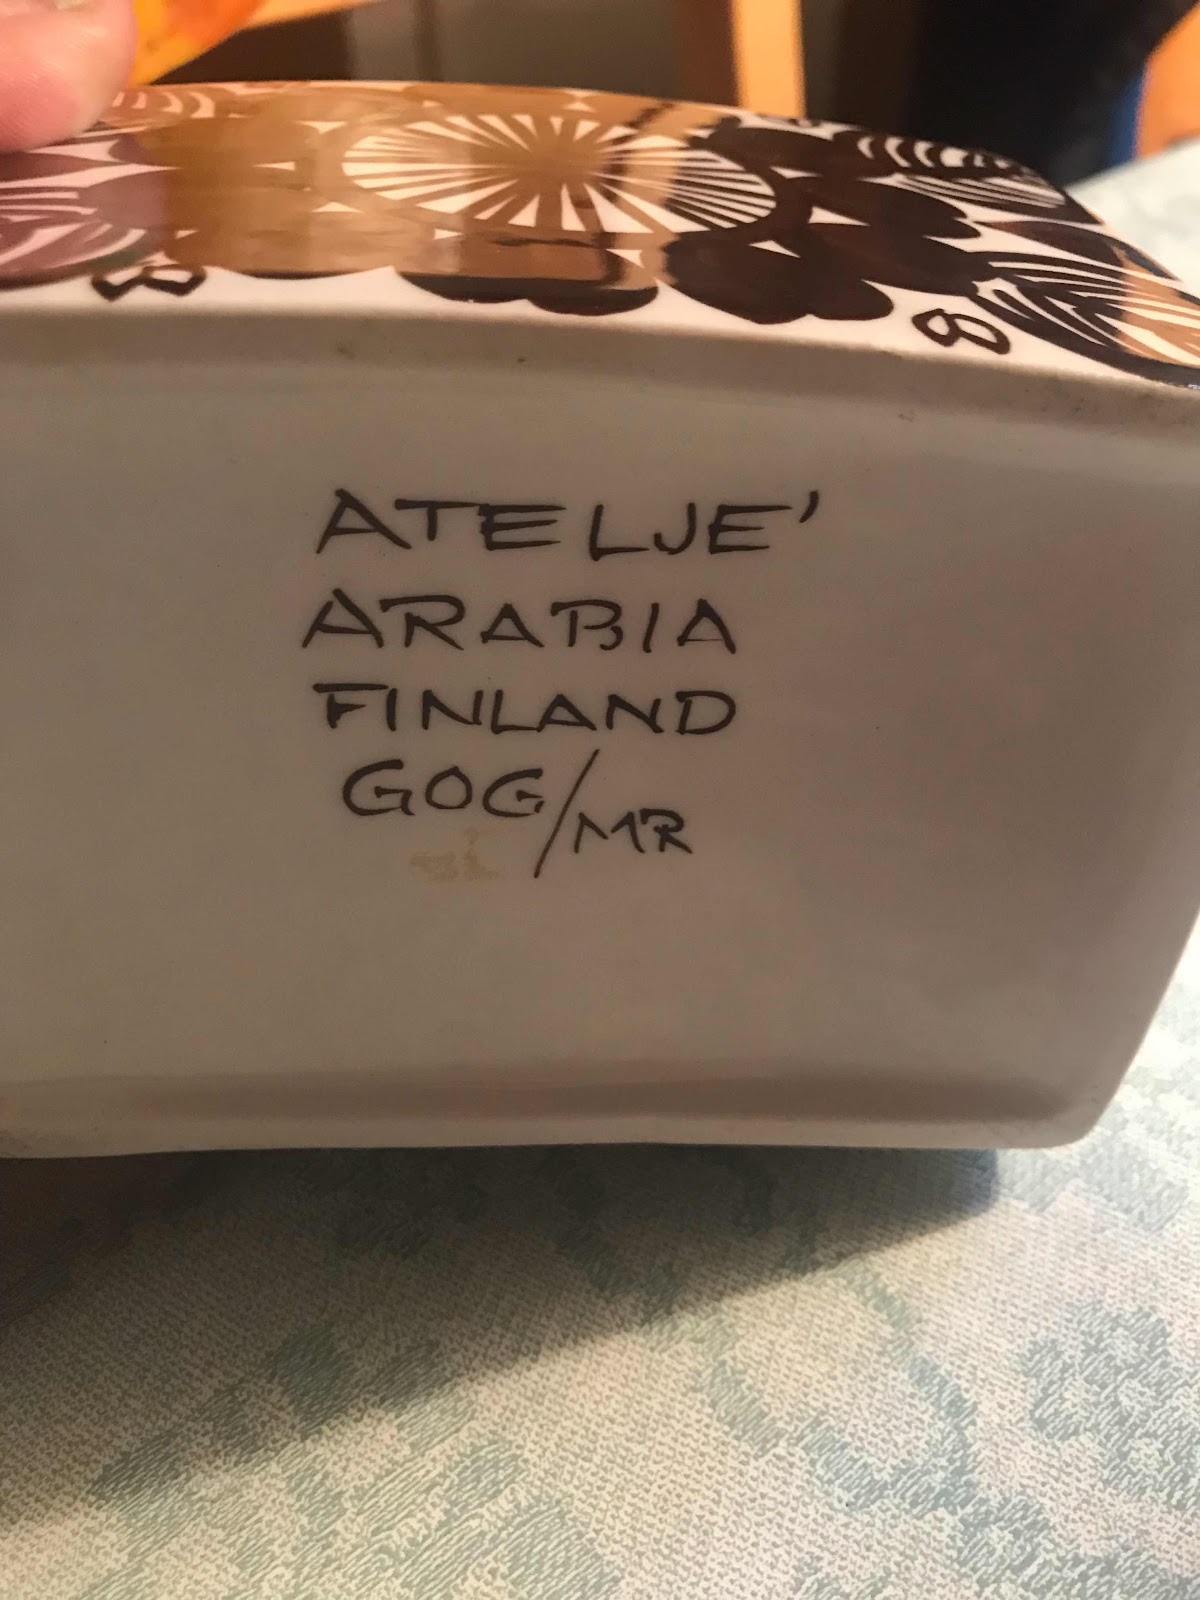 ATELJE'
ARABIA
FINLAND
GOG/MR